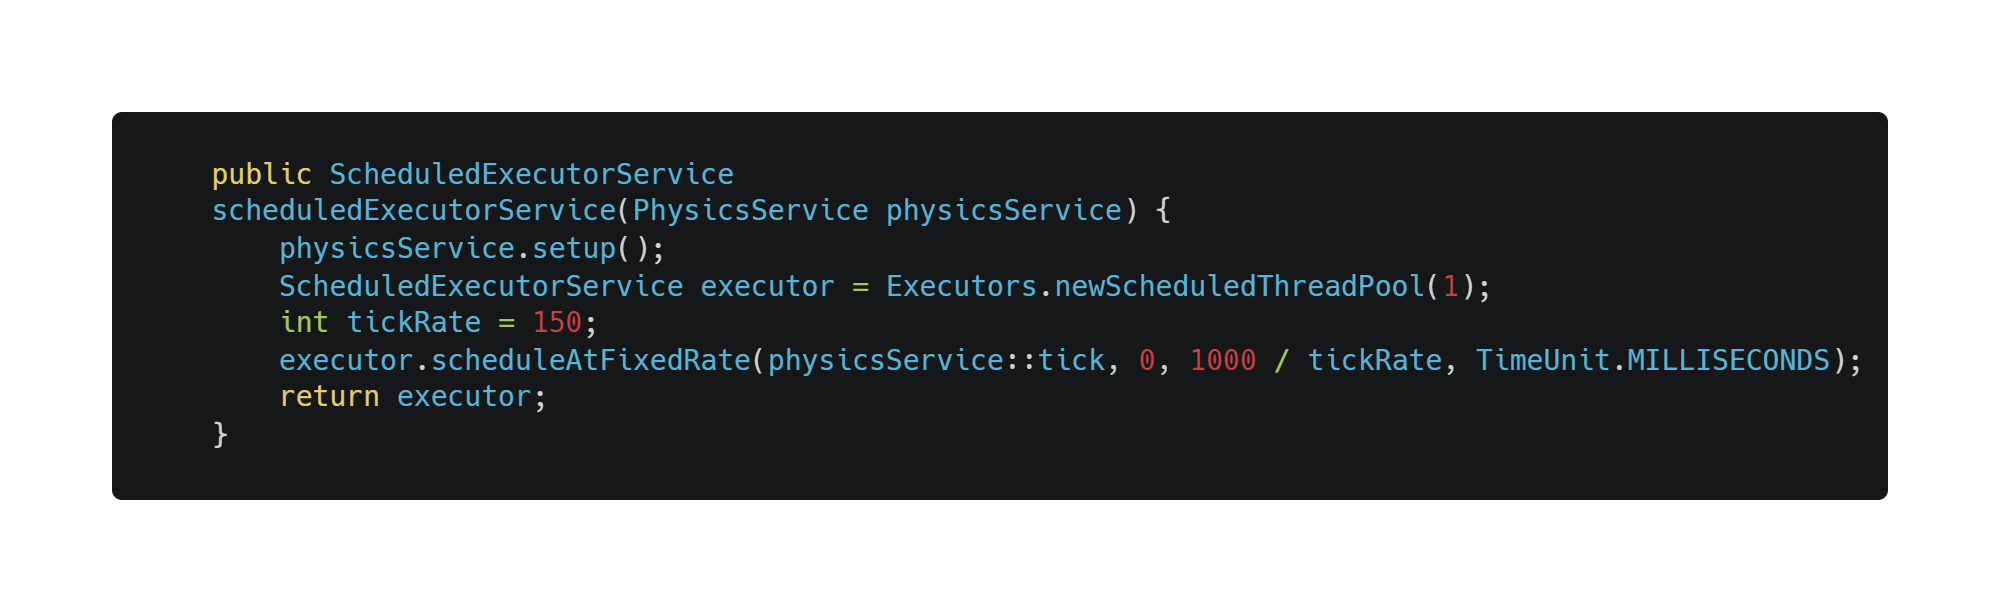 public ScheduledExecutorService
scheduledExecutorService(PhysicsService physicsService) {
    physicsService.setup();
    ScheduledExecutorService executor = Executors.newScheduledThreadPool(1);
    int tickRate = 150;
    executor.scheduleAtFixedRate(physicsService::tick, 0, 1000 / tickRate, TimeUnit.MILLISECONDS);
    return executor;
}